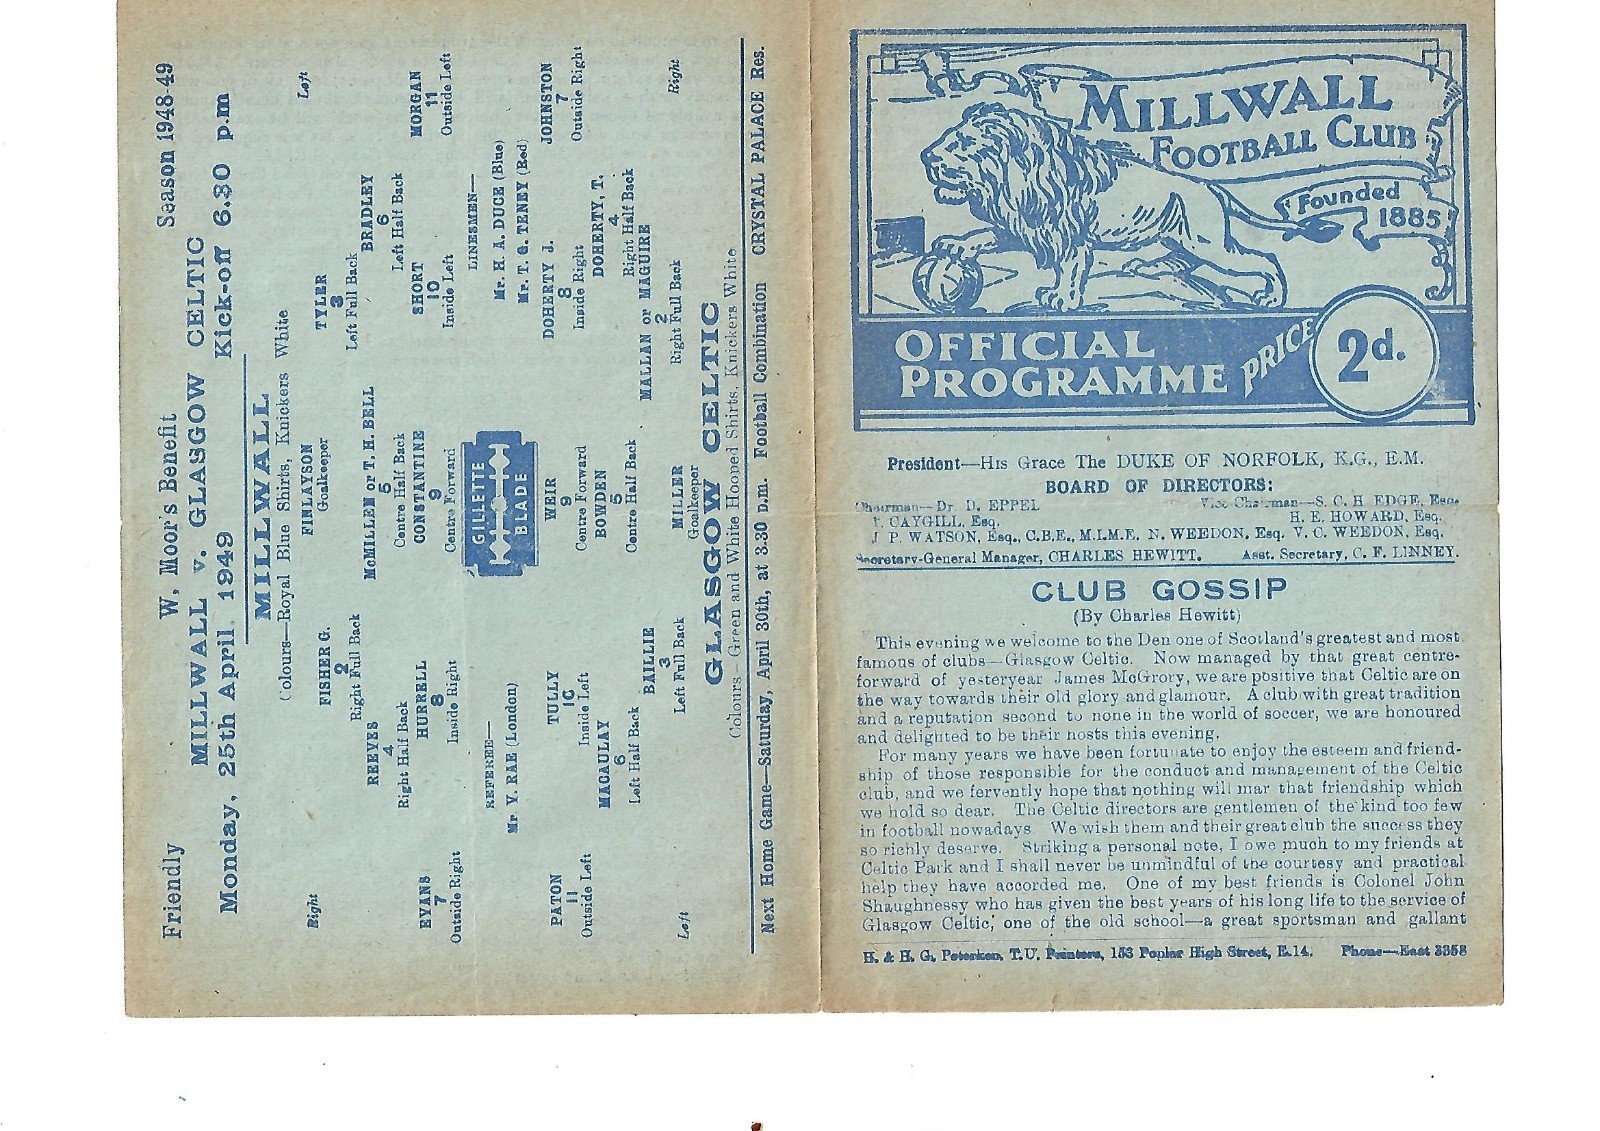 Friendly W, Moor's Benefit Season 1948-49
MILLWALL v. GLASGOW CELTIC
Monday, 25th April 1949 Kick-off 6.30 p.m
MILLWALL
Colours—Royal Blue Shirts, Knickers White
Right FINLAYSON Left
Goalkeeper
FISHER G. TYLER
2 3
Right Full Back Left Full Back
REEVES McMILLEN or T. H. BELL BRADLEY
4 5 6
Right Half Back Centre Half Back Left Half Back
EVANS HURRELL CONSTANTINE SHORT MORGAN
7 8 9 10 11
Outside Right Inside Right Centre Forward Inside Left Outside Left
REFEREE— LINESMEN—
Mr V. RAE (London) Mr. H. A. DUCE (Blue)
Mr. T. G. TENEY (Red)
GILLETTE
BLADE
PATON TULLY WEIR DOHERTY J. JOHNSTON
11 1C 9 8 7
Outside Left Inside Left Centre Forward Inside Right Outside Right
MACAULAY BOWDEN DOHERTY, T.
6 5 4
Left Half Back Centre Half Back Right Half Back
BAILLIE MALLAN or MAGUIRE
3 2
Left Full Back Right Full Back
Left MILLER Right
Goalkeeper
GLASGOW CELTIC
Colours—Green and White Hooped Shirts, Knickers White
Next Home Game—Saturday, April 30th, at 3.30 p.m. Football Combination CRYSTAL PALACE Res.
MILLWALL
FOOTBALL CLUB
Founded
1885
OFFICIAL
PROGRAMME PRICE 2d.
President—His Grace The DUKE OF NORFOLK, K.G., E.M.
BOARD OF DIRECTORS:
Chairman—Dr. D. EPPEL Vice-Chairman—S. C. H. EDGE, Esq.
CAYGILL, Esq. H. E. HOWARD, Esq.
J P. WATSON, Esq., C.B.E., M.I.M.E. N. WEEDON, Esq. V. C. WEEDON, Esq.
Secretary-General Manager, CHARLES HEWITT. Asst. Secretary, C. F. LINNEY.
CLUB GOSSIP
(By Charles Hewitt)
This evening we welcome to the Den one of Scotland's greatest and most
famous of clubs—Glasgow Celtic. Now managed by that great centre-
forward of yesteryear James McGrory, we are positive that Celtic are on
the way towards their old glory and glamour. A club with great tradition
and a reputation second to none in the world of soccer, we are honoured
and delighted to be their hosts this evening.
For many years we have been fortunate to enjoy the esteem and friend-
ship of those responsible for the conduct and management of the Celtic
club, and we fervently hope that nothing will mar that friendship which
we hold so dear. The Celtic directors are gentlemen of the kind too few
in football nowadays. We wish them and their great club the success they
so richly deserve. Striking a personal note, I owe much to my friends at
Celtic Park and I shall never be unmindful of the courtesy and practical
help they have accorded me. One of my best friends is Colonel John
Shaughnessy who has given the best years of his long life to the service of
Glasgow Celtic, one of the old school—a great sportsman and gallant
H. & H. G. Peterken, T.U. Printers, 153 Poplar High Street, E.14. Phone—East 3358